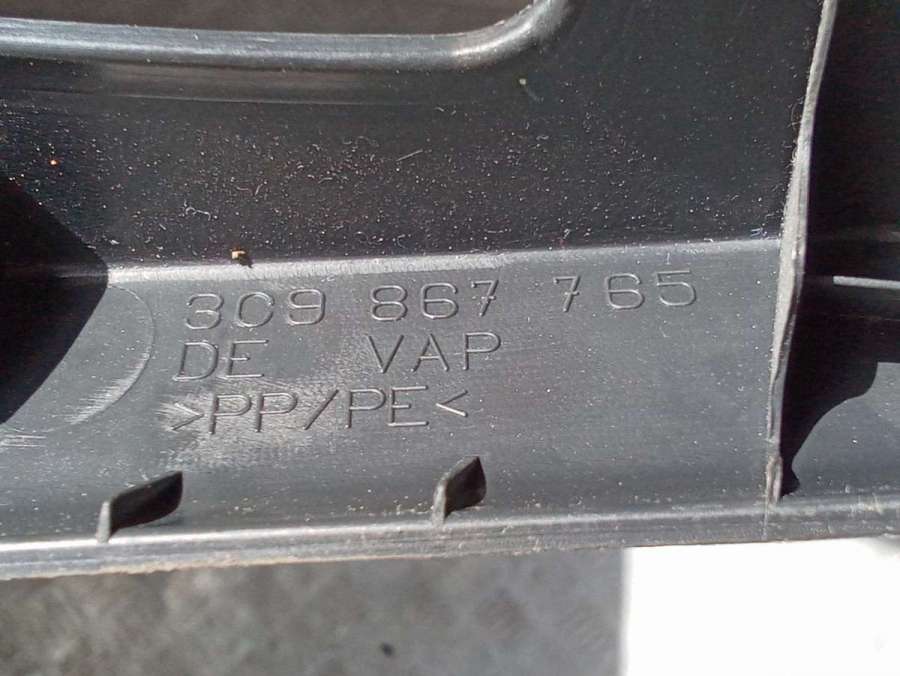 3C9 867 765
DE VAP
>PP/PE<